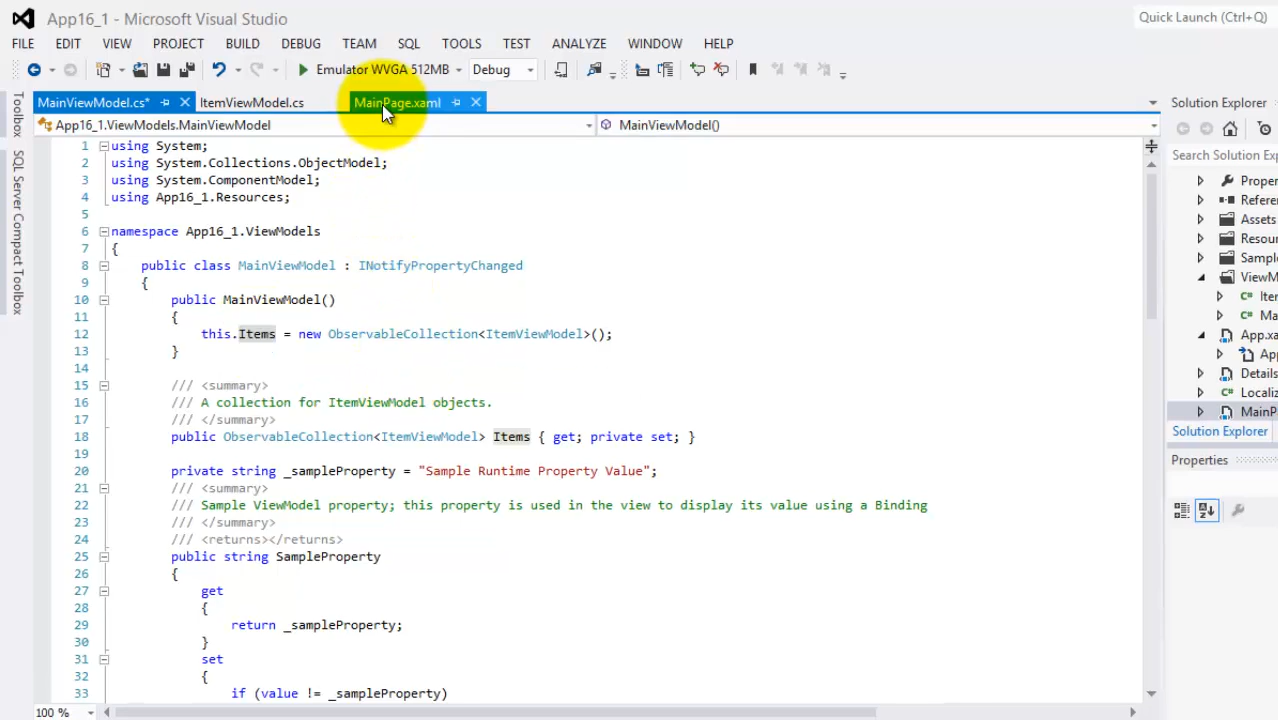 App16_1 - Microsoft Visual Studio
Quick Launch (Ctrl+Q)
FILE EDIT VIEW PROJECT BUILD DEBUG TEAM SQL TOOLS TEST ANALYZE WINDOW HELP
Emulator WVGA 512MB Debug
MainViewModel.cs* ItemViewModel.cs MainPage.xaml
App16_1.ViewModels.MainViewModel MainViewModel()
Toolbox
SQL Server Compact Toolbox
1 using System;
2 using System.Collections.ObjectModel;
3 using System.ComponentModel;
4 using App16_1.Resources;
5
6 namespace App16_1.ViewModels
7 {
8 public class MainViewModel : INotifyPropertyChanged
9 {
10 public MainViewModel()
11 {
12 this.Items = new ObservableCollection<ItemViewModel>();
13 }
14
15 /// <summary>
16 /// A collection for ItemViewModel objects.
17 /// </summary>
18 public ObservableCollection<ItemViewModel> Items { get; private set; }
19
20 private string _sampleProperty = "Sample Runtime Property Value";
21 /// <summary>
22 /// Sample ViewModel property; this property is used in the view to display its value using a Binding
23 /// </summary>
24 /// <returns></returns>
25 public string SampleProperty
26 {
27 get
28 {
29 return _sampleProperty;
30 }
31 set
32 {
33 if (value != _sampleProperty)
100 %
Solution Explorer
Search Solution Exp
Proper
Refere
Assets
Resou
Sampl
ViewM
Ite
Ma
App.xa
Ap
Details
Localiz
MainP
Solution Explorer
Properties